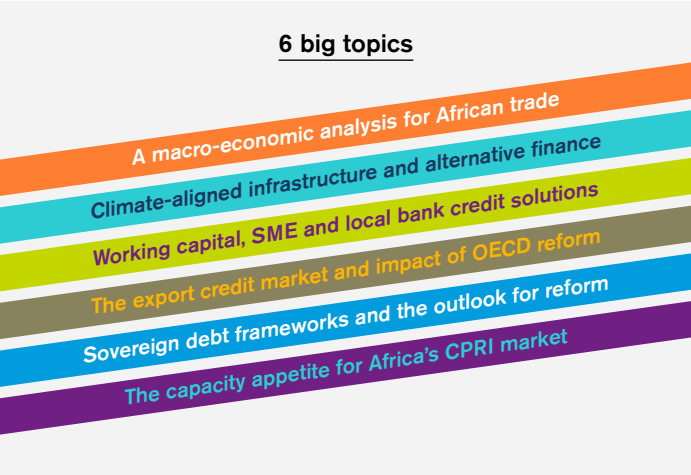 6 big topics
A macro-economic analysis for African trade
Climate-aligned infrastructure and alternative finance
Working capital, SME and local bank credit solutions
The export credit market and impact of OECD reform
Sovereign debt frameworks and the outlook for reform
The capacity appetite for Africa’s CPRI market